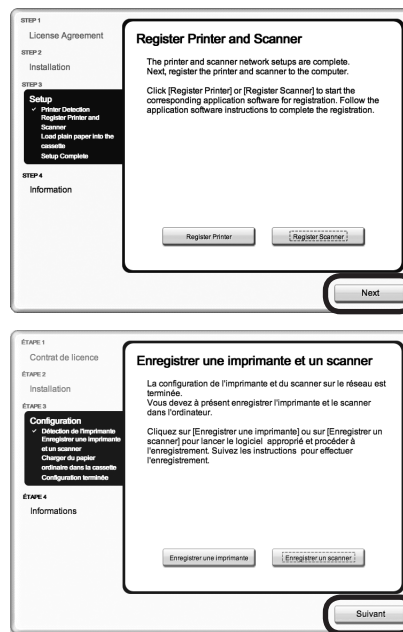 STEP 1
License Agreement
STEP 2
Installation
STEP 3
Setup
✓ Printer Detection
Register Printer and
Scanner
Load plain paper into the
cassette
Setup Complete
STEP 4
Information
Register Printer and Scanner
The printer and scanner network setups are complete.
Next, register the printer and scanner to the computer.
Click [Register Printer] or [Register Scanner] to start the
corresponding application software for registration. Follow the
application software instructions to complete the registration.
Register Printer
Register Scanner
Next
ÉTAPE 1
Contrat de licence
ÉTAPE 2
Installation
ÉTAPE 3
Configuration
✓ Détection de l'imprimante
Enregistrer une imprimante
et un scanner
Charger du papier
ordinaire dans la cassette
Configuration terminée
ÉTAPE 4
Informations
Enregistrer une imprimante et un scanner
La configuration de l'imprimante et du scanner sur le réseau est
terminée.
Vous devez à présent enregistrer l'imprimante et le scanner
dans l'ordinateur.
Cliquez sur [Enregistrer une imprimante] ou sur [Enregistrer un
scanner] pour lancer le logiciel approprié et procéder à
l'enregistrement. Suivez les instructions pour effectuer
l'enregistrement.
Enregistrer une imprimante
Enregistrer un scanner
Suivant